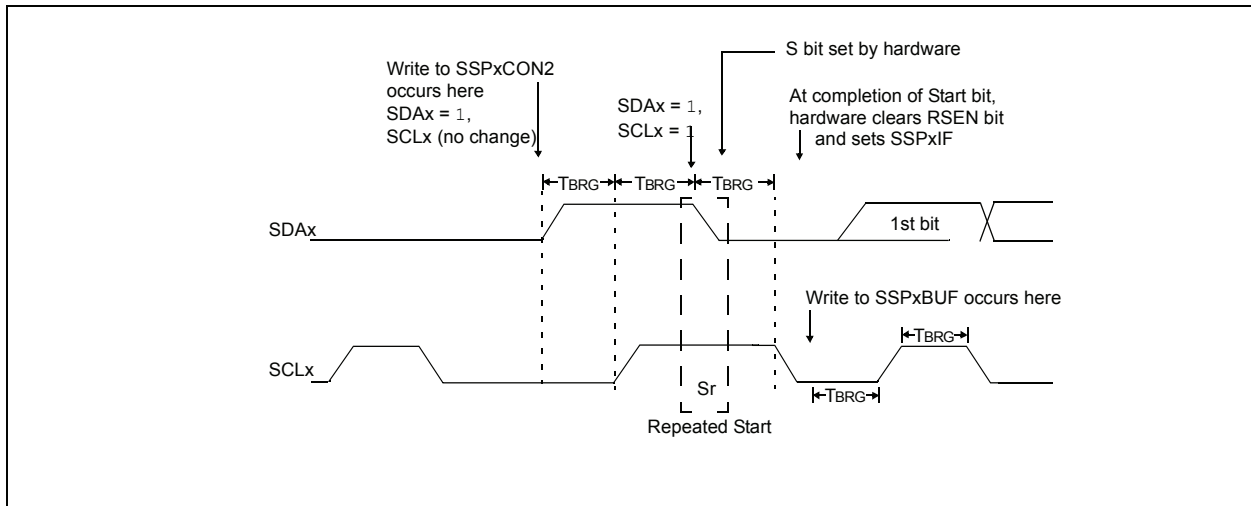 S bit set by hardware
Write to SSPxCON2
occurs here
SDAx = 1,
SCLx (no change)
SDAx = 1,
SCLx = 1
At completion of Start bit,
hardware clears RSEN bit
and sets SSPxIF
TBRG TBRG TBRG
SDAx
1st bit
Write to SSPxBUF occurs here
TBRG
SCLx
Sr
TBRG
Repeated Start